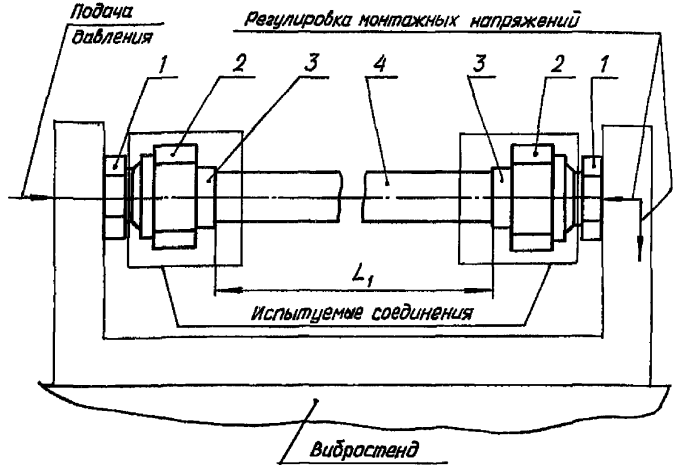 Подача
давления
Регулировка монтажных напряжений
1 2 3 4 3 2 1
L₁
Испытуемые соединения
Вибростенд